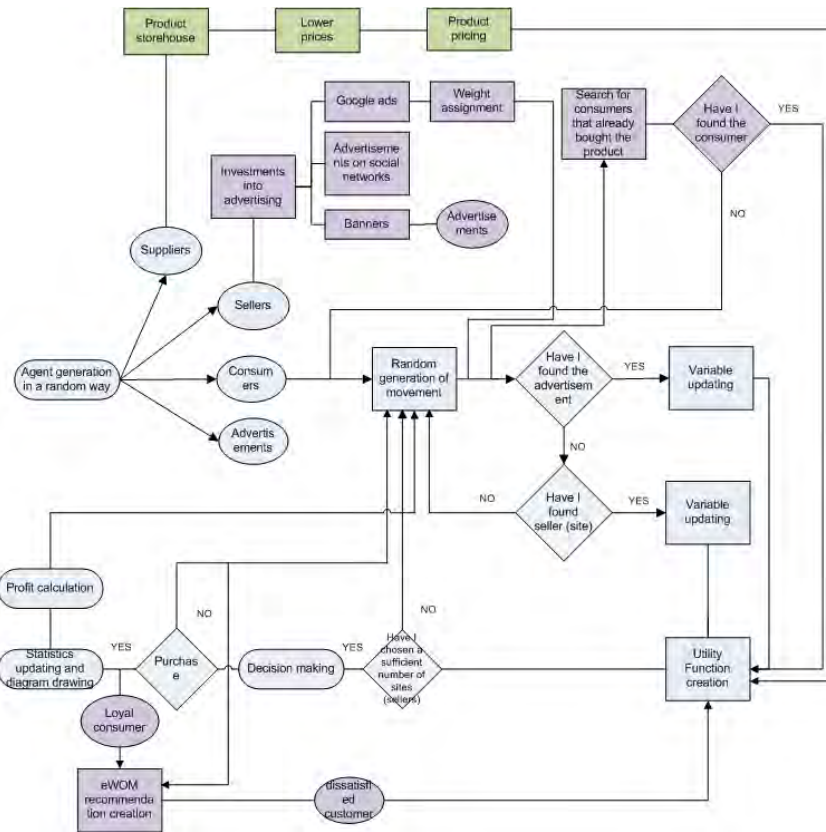 Product
storehouse
Lower
prices
Product
pricing
Google ads
Weight
assignment
Search for
consumers
that already
bought the
product
Have I
found the
consumer
YES
Advertiseme
nts on social
networks
Investments
into
advertising
NO
Banners
Advertise
ments
Suppliers
Sellers
Agent generation
in a random way
Consum
ers
Random
generation of
movement
Have I
found the
advertisem
ent
YES
Variable
updating
Advertis
ements
NO
NO
Have I
found
seller (site)
YES
Variable
updating
Profit calculation
NO
NO
Statistics
updating and
diagram drawing
YES
Purchas
e
Decision making
YES
Have I
chosen a
sufficient
number of
sites
(sellers)
Utility
Function
creation
Loyal
consumer
eWOM
recommenda
tion creation
dissatisfi
ed
customer